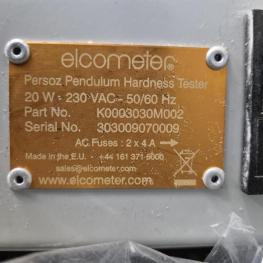 elcometer®
Persoz Pendulum Hardness Tester
20 W - 230 VAC - 50/60 Hz
Part No. K0003030M002
Serial No. 303009070009
AC Fuses : 2 x 4 A
Made in the E.U. - +44 161 371 6000
sales@elcometer.com
www.elcometer.com